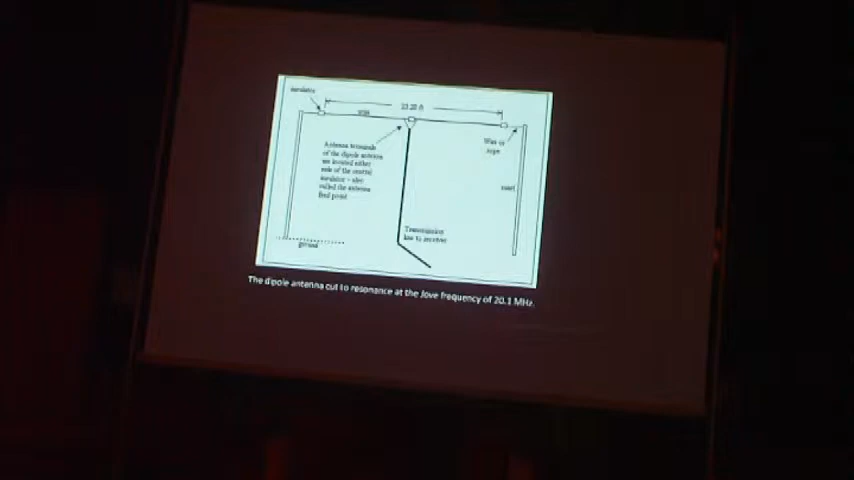 insulator
23.28 ft
wire
Antenna terminals
of the dipole antenna
are located either
side of the central
insulator - also
called the antenna
feed point
Wire or
rope
mast
Transmission
line to receiver
ground
The dipole antenna cut to resonance at the Jove frequency of 20.1 MHz.